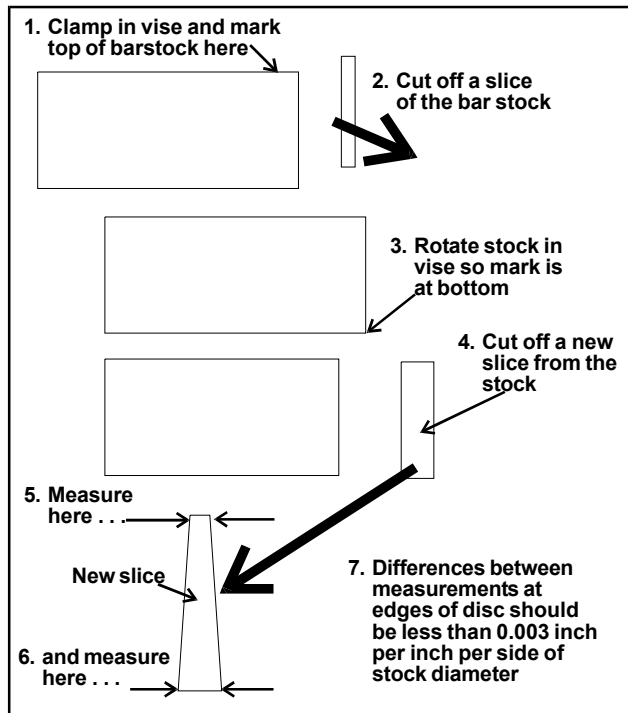 1. Clamp in vise and mark
top of barstock here
2. Cut off a slice
of the bar stock
3. Rotate stock in
vise so mark is
at bottom
4. Cut off a new
slice from the
stock
5. Measure
here . . .
New slice
6. and measure
here . . .
7. Differences between
measurements at
edges of disc should
be less than 0.003 inch
per inch per side of
stock diameter